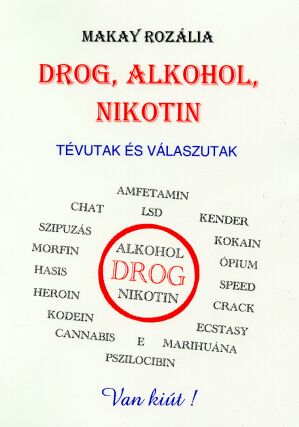 MAKAY ROZÁLIA
DROG, ALKOHOL,
NIKOTIN
TÉVUTAK ÉS VÁLASZUTAK
AMFETAMIN
CHAT LSD KENDER
SZIPUZÁS KOKAIN
MORFIN ALKOHOL ÓPIUM
HASIS DROG SPEED
HEROIN NIKOTIN CRACK
KODEIN ECSTASY
CANNABIS E MARIHUÁNA
PSZILOCIBIN
Van kiút !